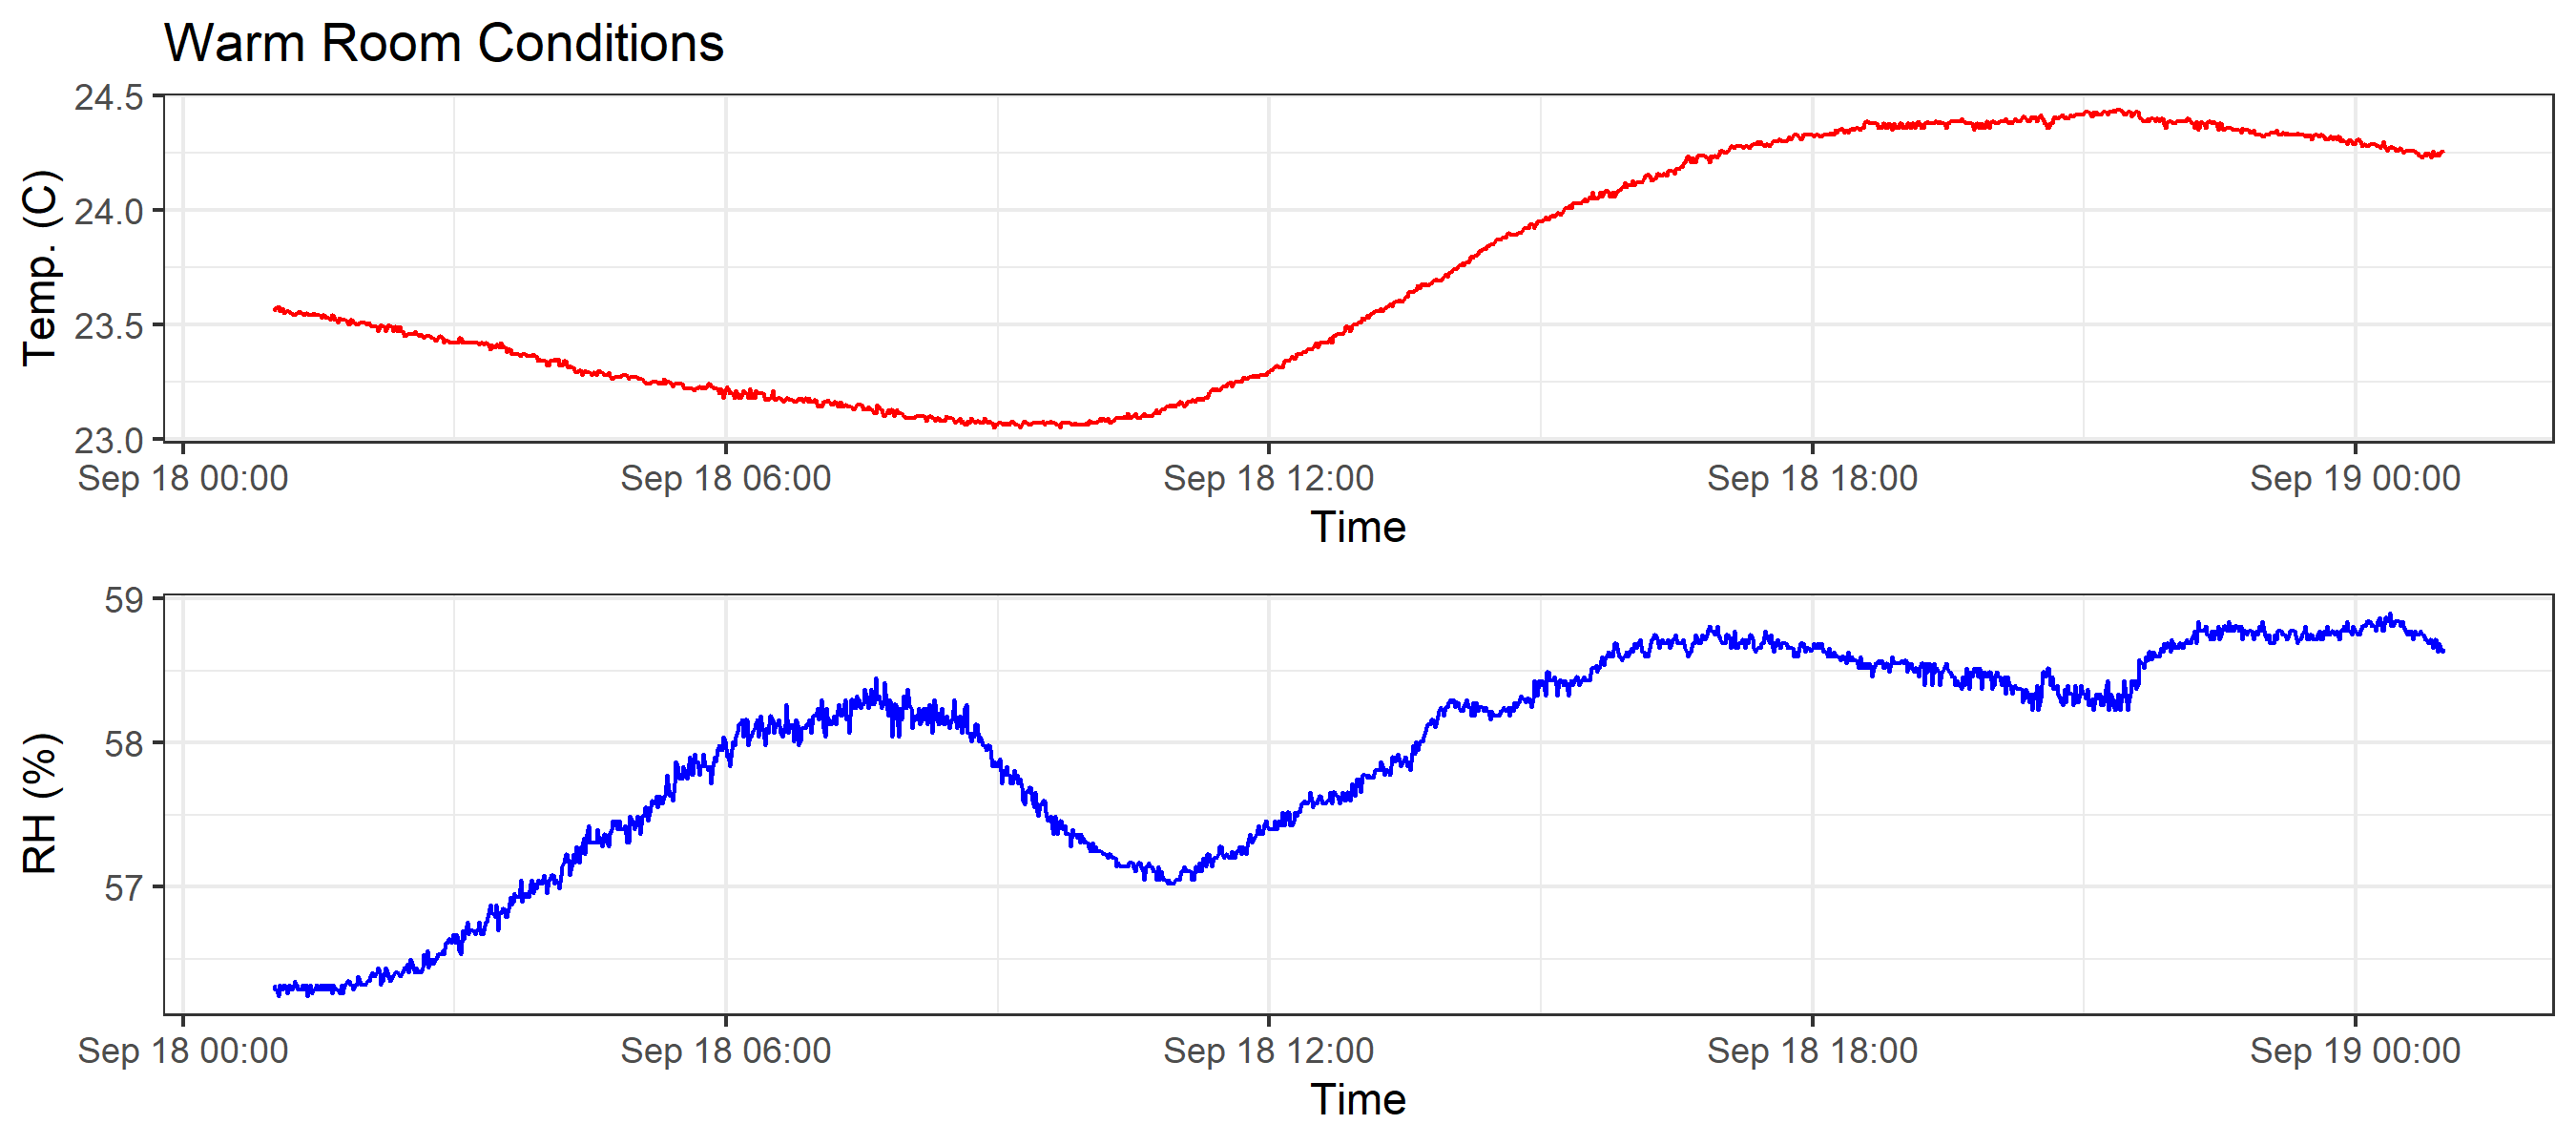 Warm Room Conditions
24.5
24.0
23.5
23.0
Temp. (C)
Sep 18 00:00 Sep 18 06:00 Sep 18 12:00 Sep 18 18:00 Sep 19 00:00
Time
59
58
57
RH (%)
Sep 18 00:00 Sep 18 06:00 Sep 18 12:00 Sep 18 18:00 Sep 19 00:00
Time